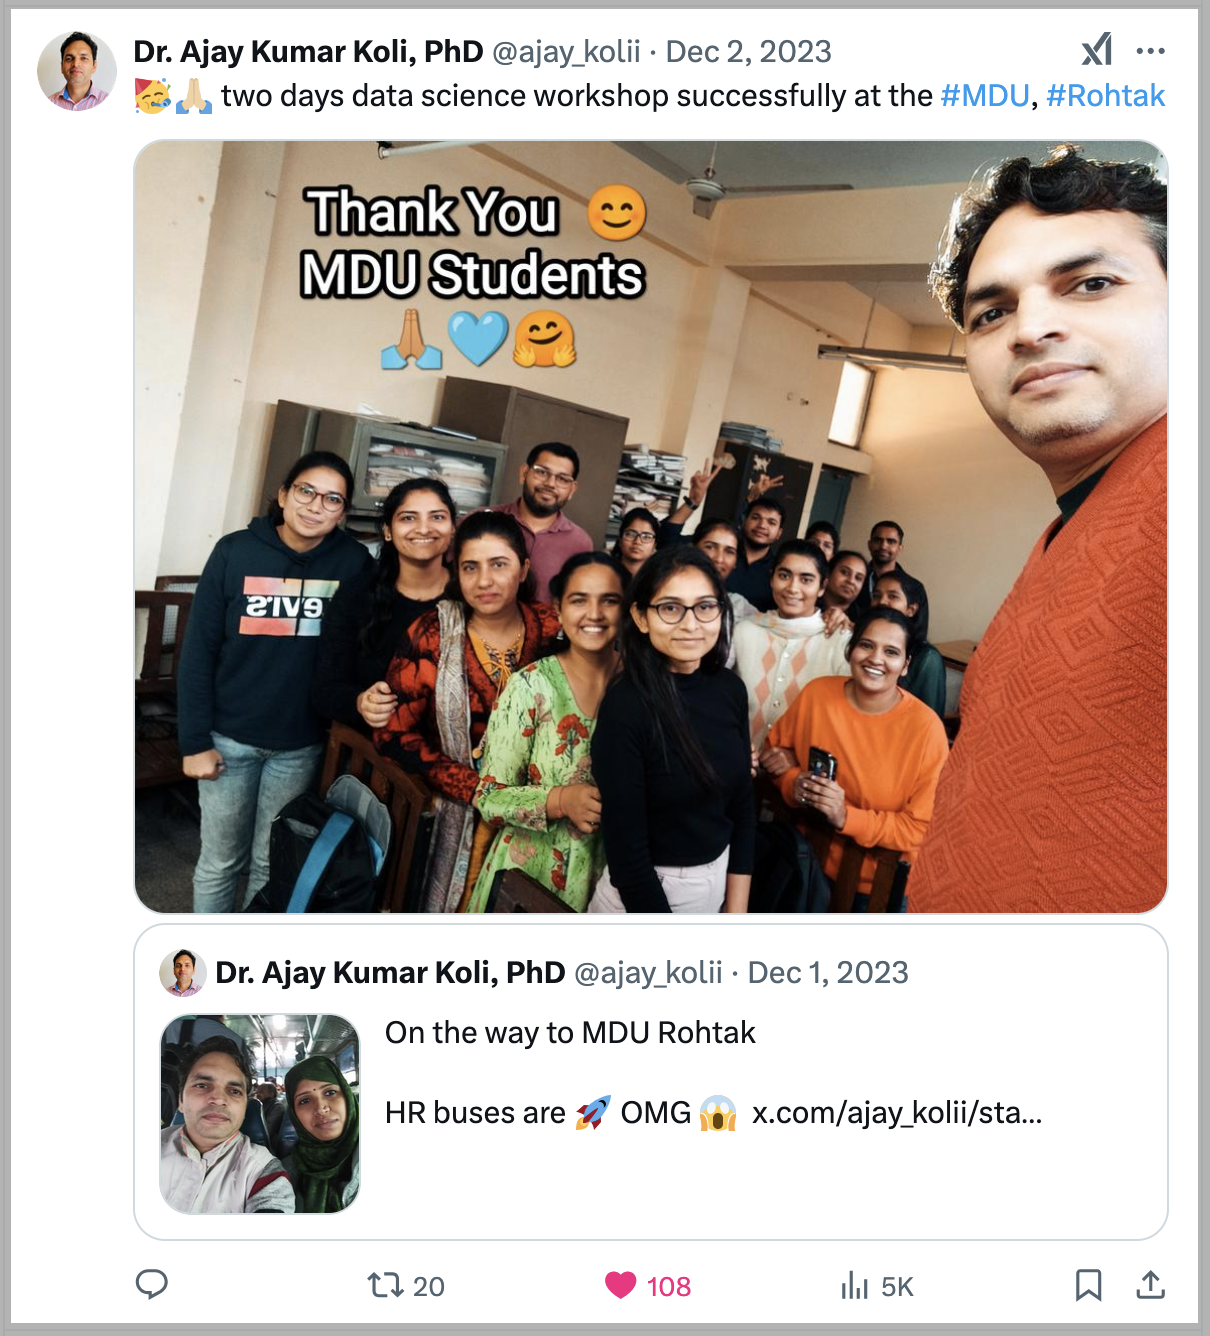 Dr. Ajay Kumar Koli, PhD @ajay_kolii · Dec 2, 2023
🥳🙏🏼 two days data science workshop successfully at the #MDU, #Rohtak
Thank You 😊
MDU Students
🙏🏽🩵🤗
Dr. Ajay Kumar Koli, PhD @ajay_kolii · Dec 1, 2023
On the way to MDU Rohtak
HR buses are 🚀 OMG 😱 x.com/ajay_kolii/sta...
20
108
5K